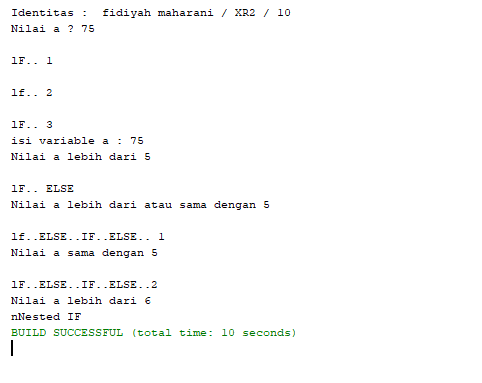 Identitas :  fidiyah maharani / XR2 / 10
Nilai a ? 75
lF.. 1
lf.. 2
lF.. 3
isi variable a : 75
Nilai a lebih dari 5
lF.. ELSE
Nilai a lebih dari atau sama dengan 5
lf..ELSE..IF..ELSE.. 1
Nilai a sama dengan 5
lF..ELSE..IF..ELSE..2
Nilai a lebih dari 6
nNested IF
BUILD SUCCESSFUL (total time: 10 seconds)